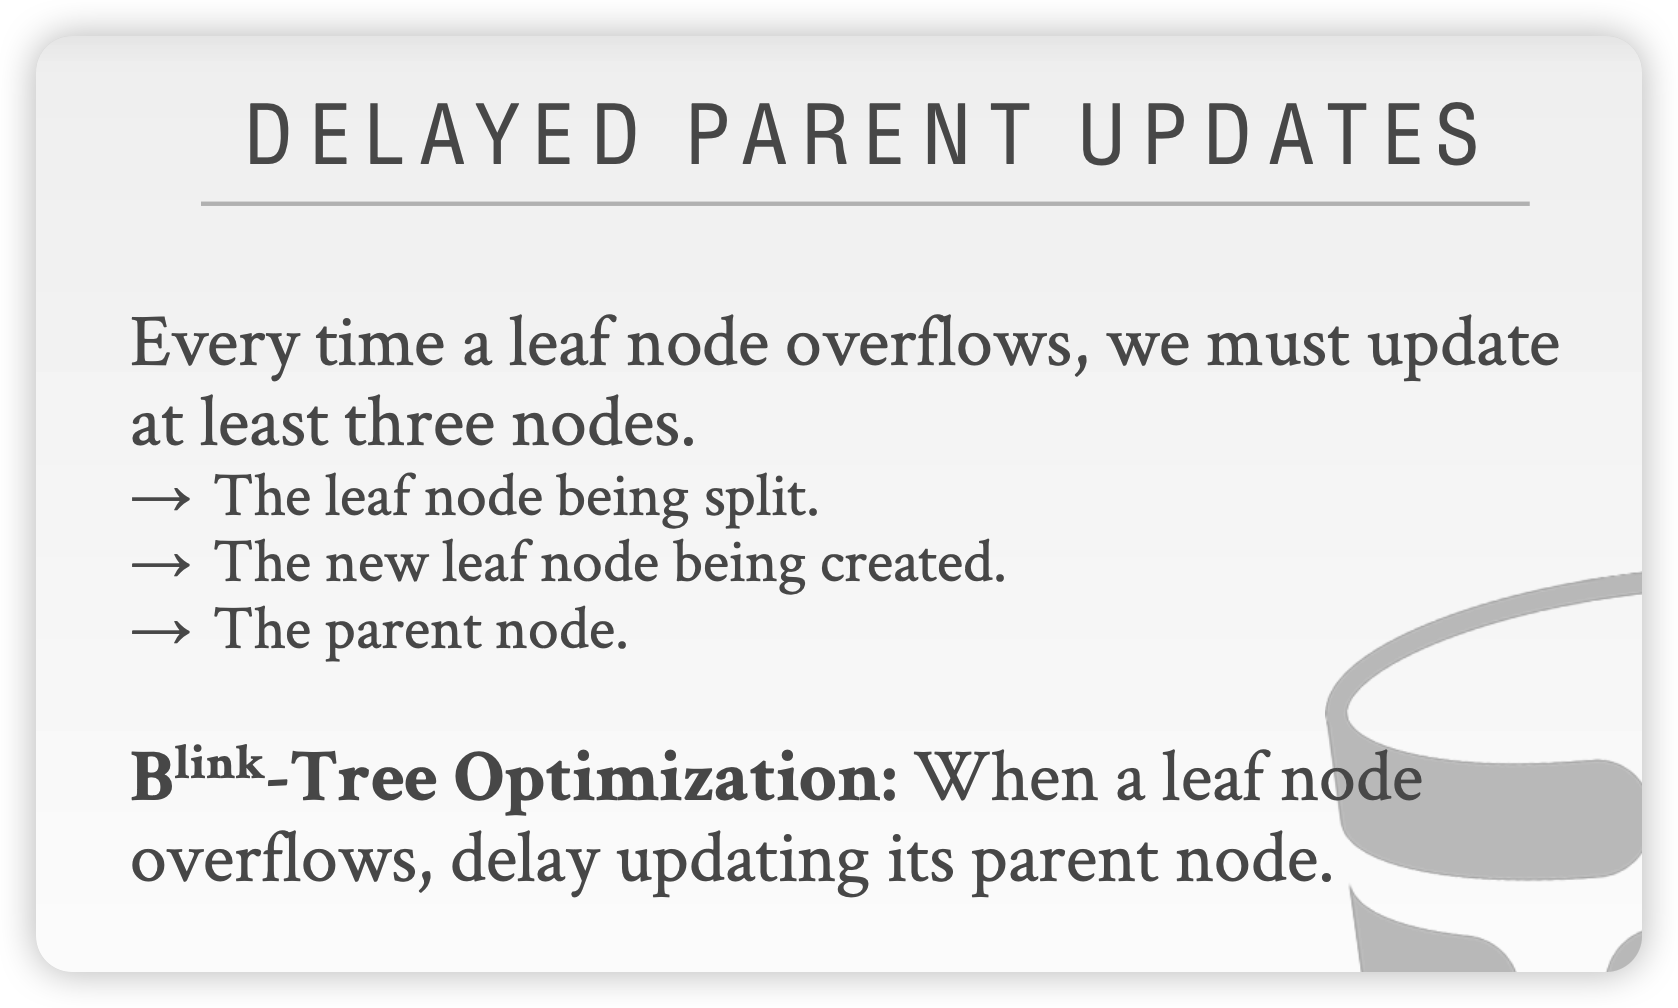 DELAYED PARENT UPDATES
Every time a leaf node overflows, we must update
at least three nodes.
→ The leaf node being split.
→ The new leaf node being created.
→ The parent node.
Blink-Tree Optimization: When a leaf node
overflows, delay updating its parent node.